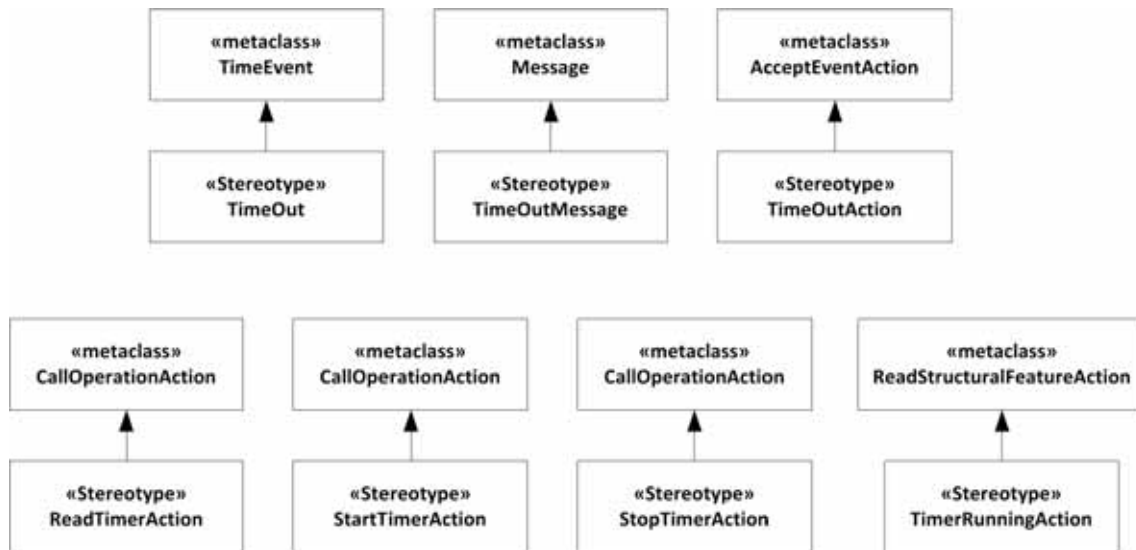 «metaclass»
TimeEvent
«metaclass»
Message
«metaclass»
AcceptEventAction
«Stereotype»
TimeOut
«Stereotype»
TimeOutMessage
«Stereotype»
TimeOutAction
«metaclass»
CallOperationAction
«metaclass»
CallOperationAction
«metaclass»
CallOperationAction
«metaclass»
ReadStructuralFeatureAction
«Stereotype»
ReadTimerAction
«Stereotype»
StartTimerAction
«Stereotype»
StopTimerAction
«Stereotype»
TimerRunningAction